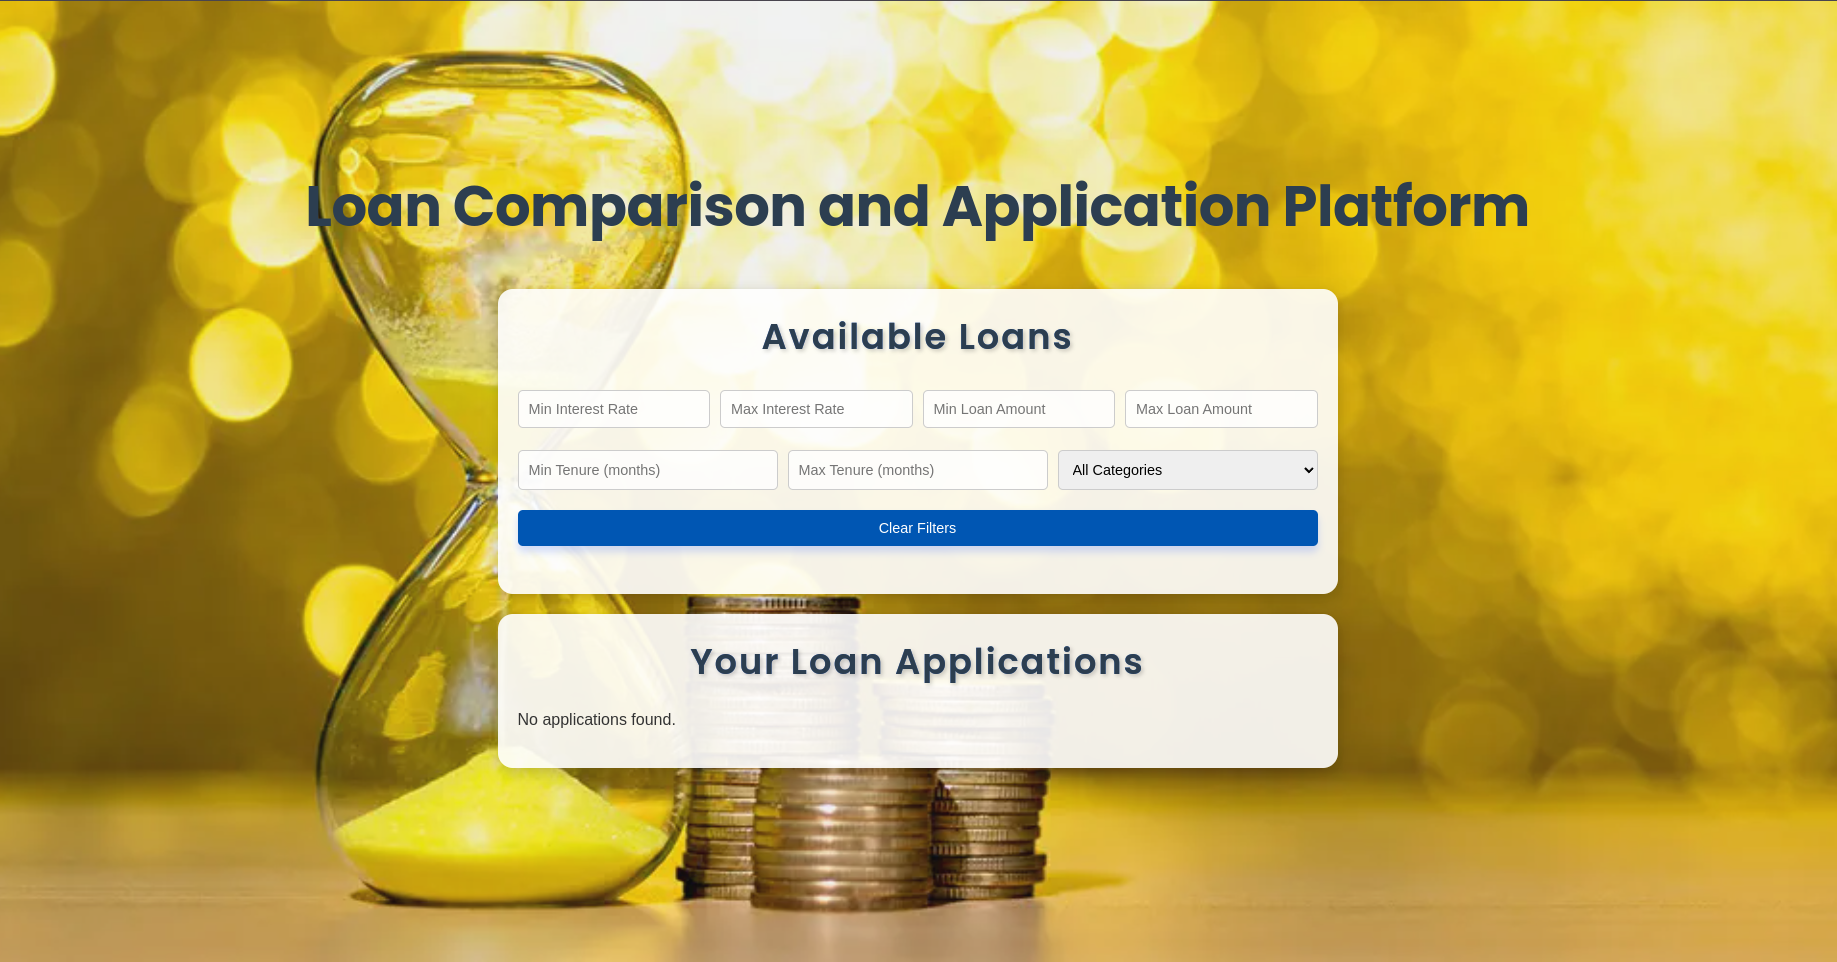 Loan Comparison and Application Platform
Available Loans
Min Interest Rate
Max Interest Rate
Min Loan Amount
Max Loan Amount
Min Tenure (months)
Max Tenure (months)
All Categories
Clear Filters
Your Loan Applications
No applications found.